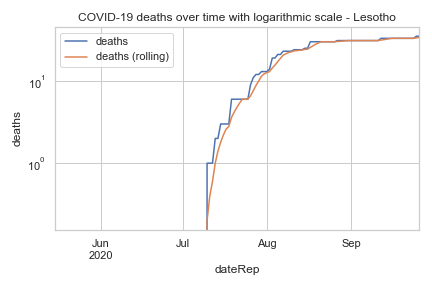 COVID-19 deaths over time with logarithmic scale - Lesotho
deaths
deaths (rolling)
10¹
10⁰
deaths
Jun
2020
Jul
Aug
Sep
dateRep